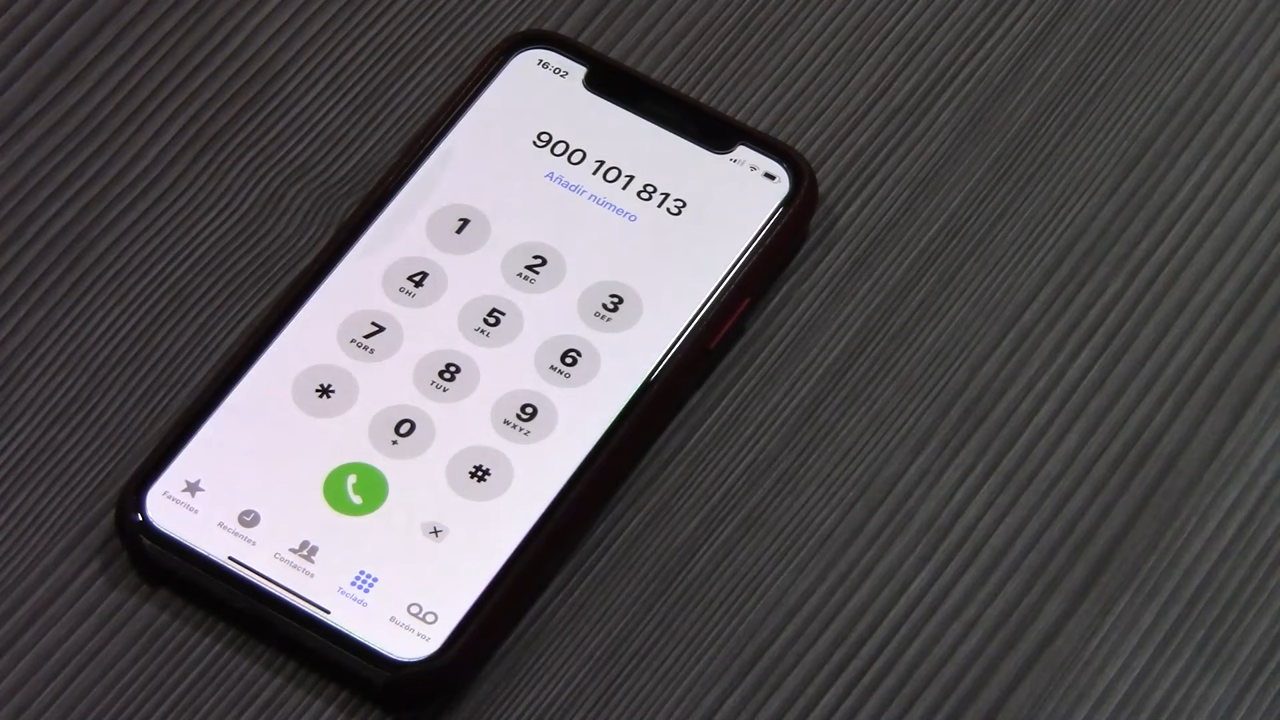 16:02
900 101 813
Añadir número
1
2
ABC
3
DEF
4
GHI
5
JKL
6
MNO
7
PQRS
8
TUV
9
WXYZ
*
0
+
#
Favoritos
Recientes
Contactos
Teclado
Buzón voz